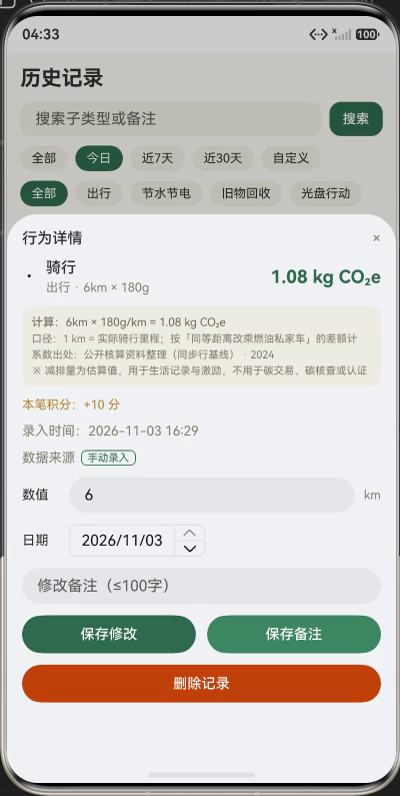 04:33
100
历史记录
搜索子类型或备注
搜索
全部 今日 近7天 近30天 自定义
全部 出行 节水节电 旧物回收 光盘行动
行为详情 ×
骑行
1.08 kg CO₂e
出行 · 6km × 180g
计算：6km × 180g/km = 1.08 kg CO₂e
口径：1 km = 实际骑行里程；按「同等距离改乘燃油私家车」的差额计
系数出处：公开核算资料整理（同步行基线） · 2024
※ 减排量为估算值，用于生活记录与激励，不用于碳交易、碳核查或认证
本笔积分：+10 分
录入时间：2026-11-03 16:29
数据来源 手动录入
数值 6 km
日期 2026/11/03
修改备注（≤100字）
保存修改 保存备注
删除记录